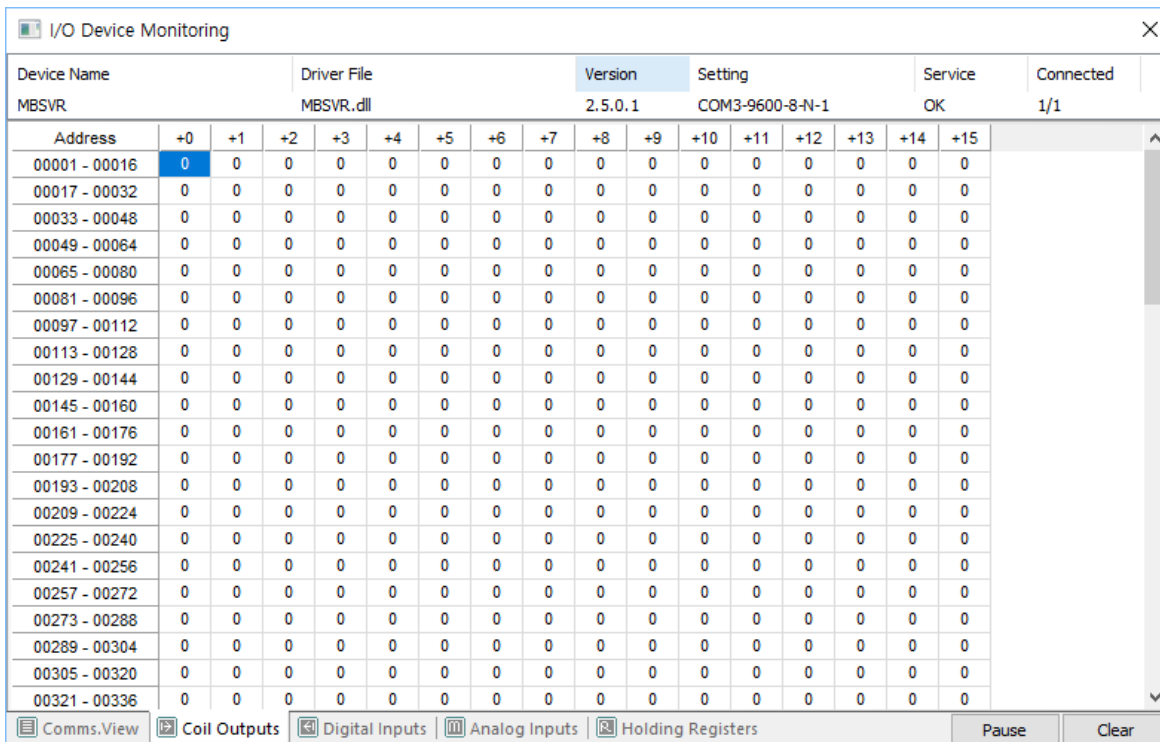 I/O Device Monitoring
Device Name Driver File Version Setting Service Connected
MBSVR MBSVR.dll 2.5.0.1 COM3-9600-8-N-1 OK 1/1
Address +0 +1 +2 +3 +4 +5 +6 +7 +8 +9 +10 +11 +12 +13 +14 +15
00001 - 00016 0 0 0 0 0 0 0 0 0 0 0 0 0 0 0 0
00017 - 00032 0 0 0 0 0 0 0 0 0 0 0 0 0 0 0 0
00033 - 00048 0 0 0 0 0 0 0 0 0 0 0 0 0 0 0 0
00049 - 00064 0 0 0 0 0 0 0 0 0 0 0 0 0 0 0 0
00065 - 00080 0 0 0 0 0 0 0 0 0 0 0 0 0 0 0 0
00081 - 00096 0 0 0 0 0 0 0 0 0 0 0 0 0 0 0 0
00097 - 00112 0 0 0 0 0 0 0 0 0 0 0 0 0 0 0 0
00113 - 00128 0 0 0 0 0 0 0 0 0 0 0 0 0 0 0 0
00129 - 00144 0 0 0 0 0 0 0 0 0 0 0 0 0 0 0 0
00145 - 00160 0 0 0 0 0 0 0 0 0 0 0 0 0 0 0 0
00161 - 00176 0 0 0 0 0 0 0 0 0 0 0 0 0 0 0 0
00177 - 00192 0 0 0 0 0 0 0 0 0 0 0 0 0 0 0 0
00193 - 00208 0 0 0 0 0 0 0 0 0 0 0 0 0 0 0 0
00209 - 00224 0 0 0 0 0 0 0 0 0 0 0 0 0 0 0 0
00225 - 00240 0 0 0 0 0 0 0 0 0 0 0 0 0 0 0 0
00241 - 00256 0 0 0 0 0 0 0 0 0 0 0 0 0 0 0 0
00257 - 00272 0 0 0 0 0 0 0 0 0 0 0 0 0 0 0 0
00273 - 00288 0 0 0 0 0 0 0 0 0 0 0 0 0 0 0 0
00289 - 00304 0 0 0 0 0 0 0 0 0 0 0 0 0 0 0 0
00305 - 00320 0 0 0 0 0 0 0 0 0 0 0 0 0 0 0 0
00321 - 00336 0 0 0 0 0 0 0 0 0 0 0 0 0 0 0 0
Comms.View Coil Outputs Digital Inputs Analog Inputs Holding Registers Pause Clear